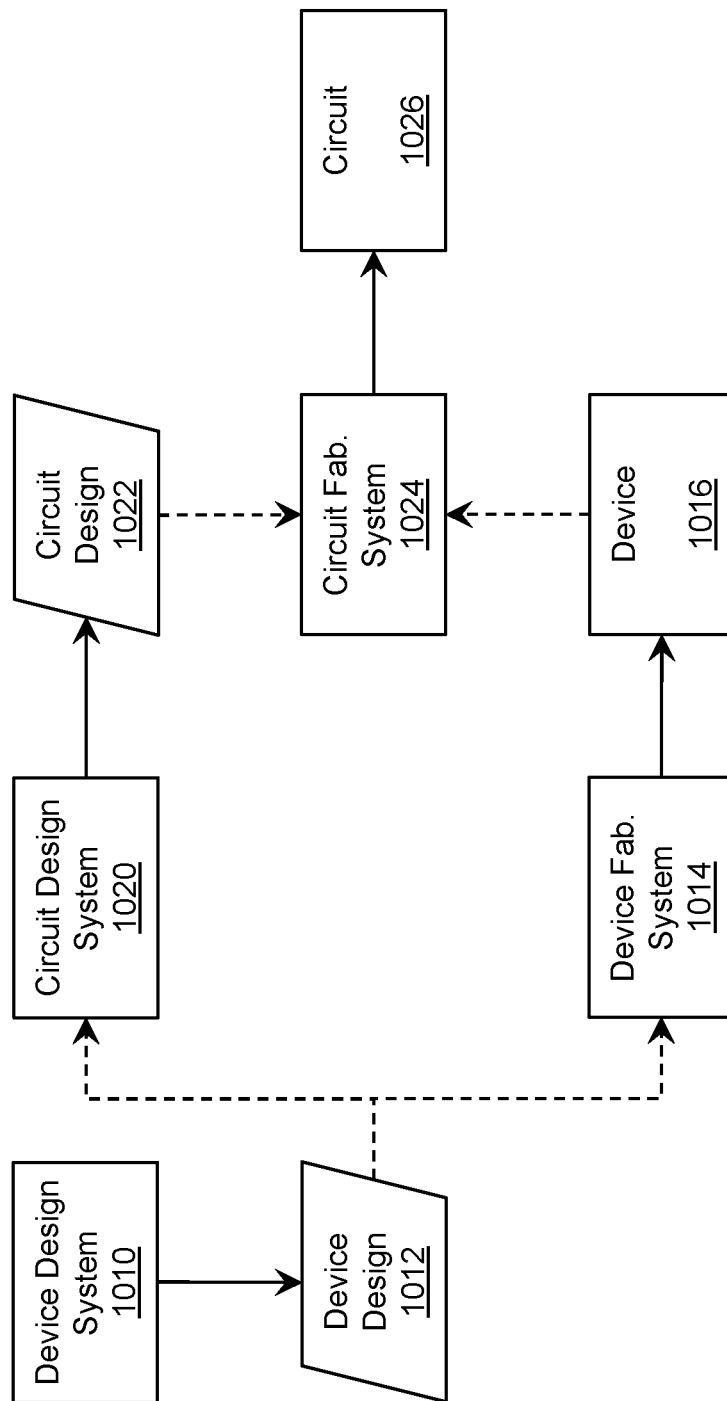 Device Design
System
1010
Device
Design
1012
Circuit Design
System
1020
Device Fab.
System
1014
Circuit
Design
1022
Circuit Fab.
System
1024
Device
1016
Circuit
1026